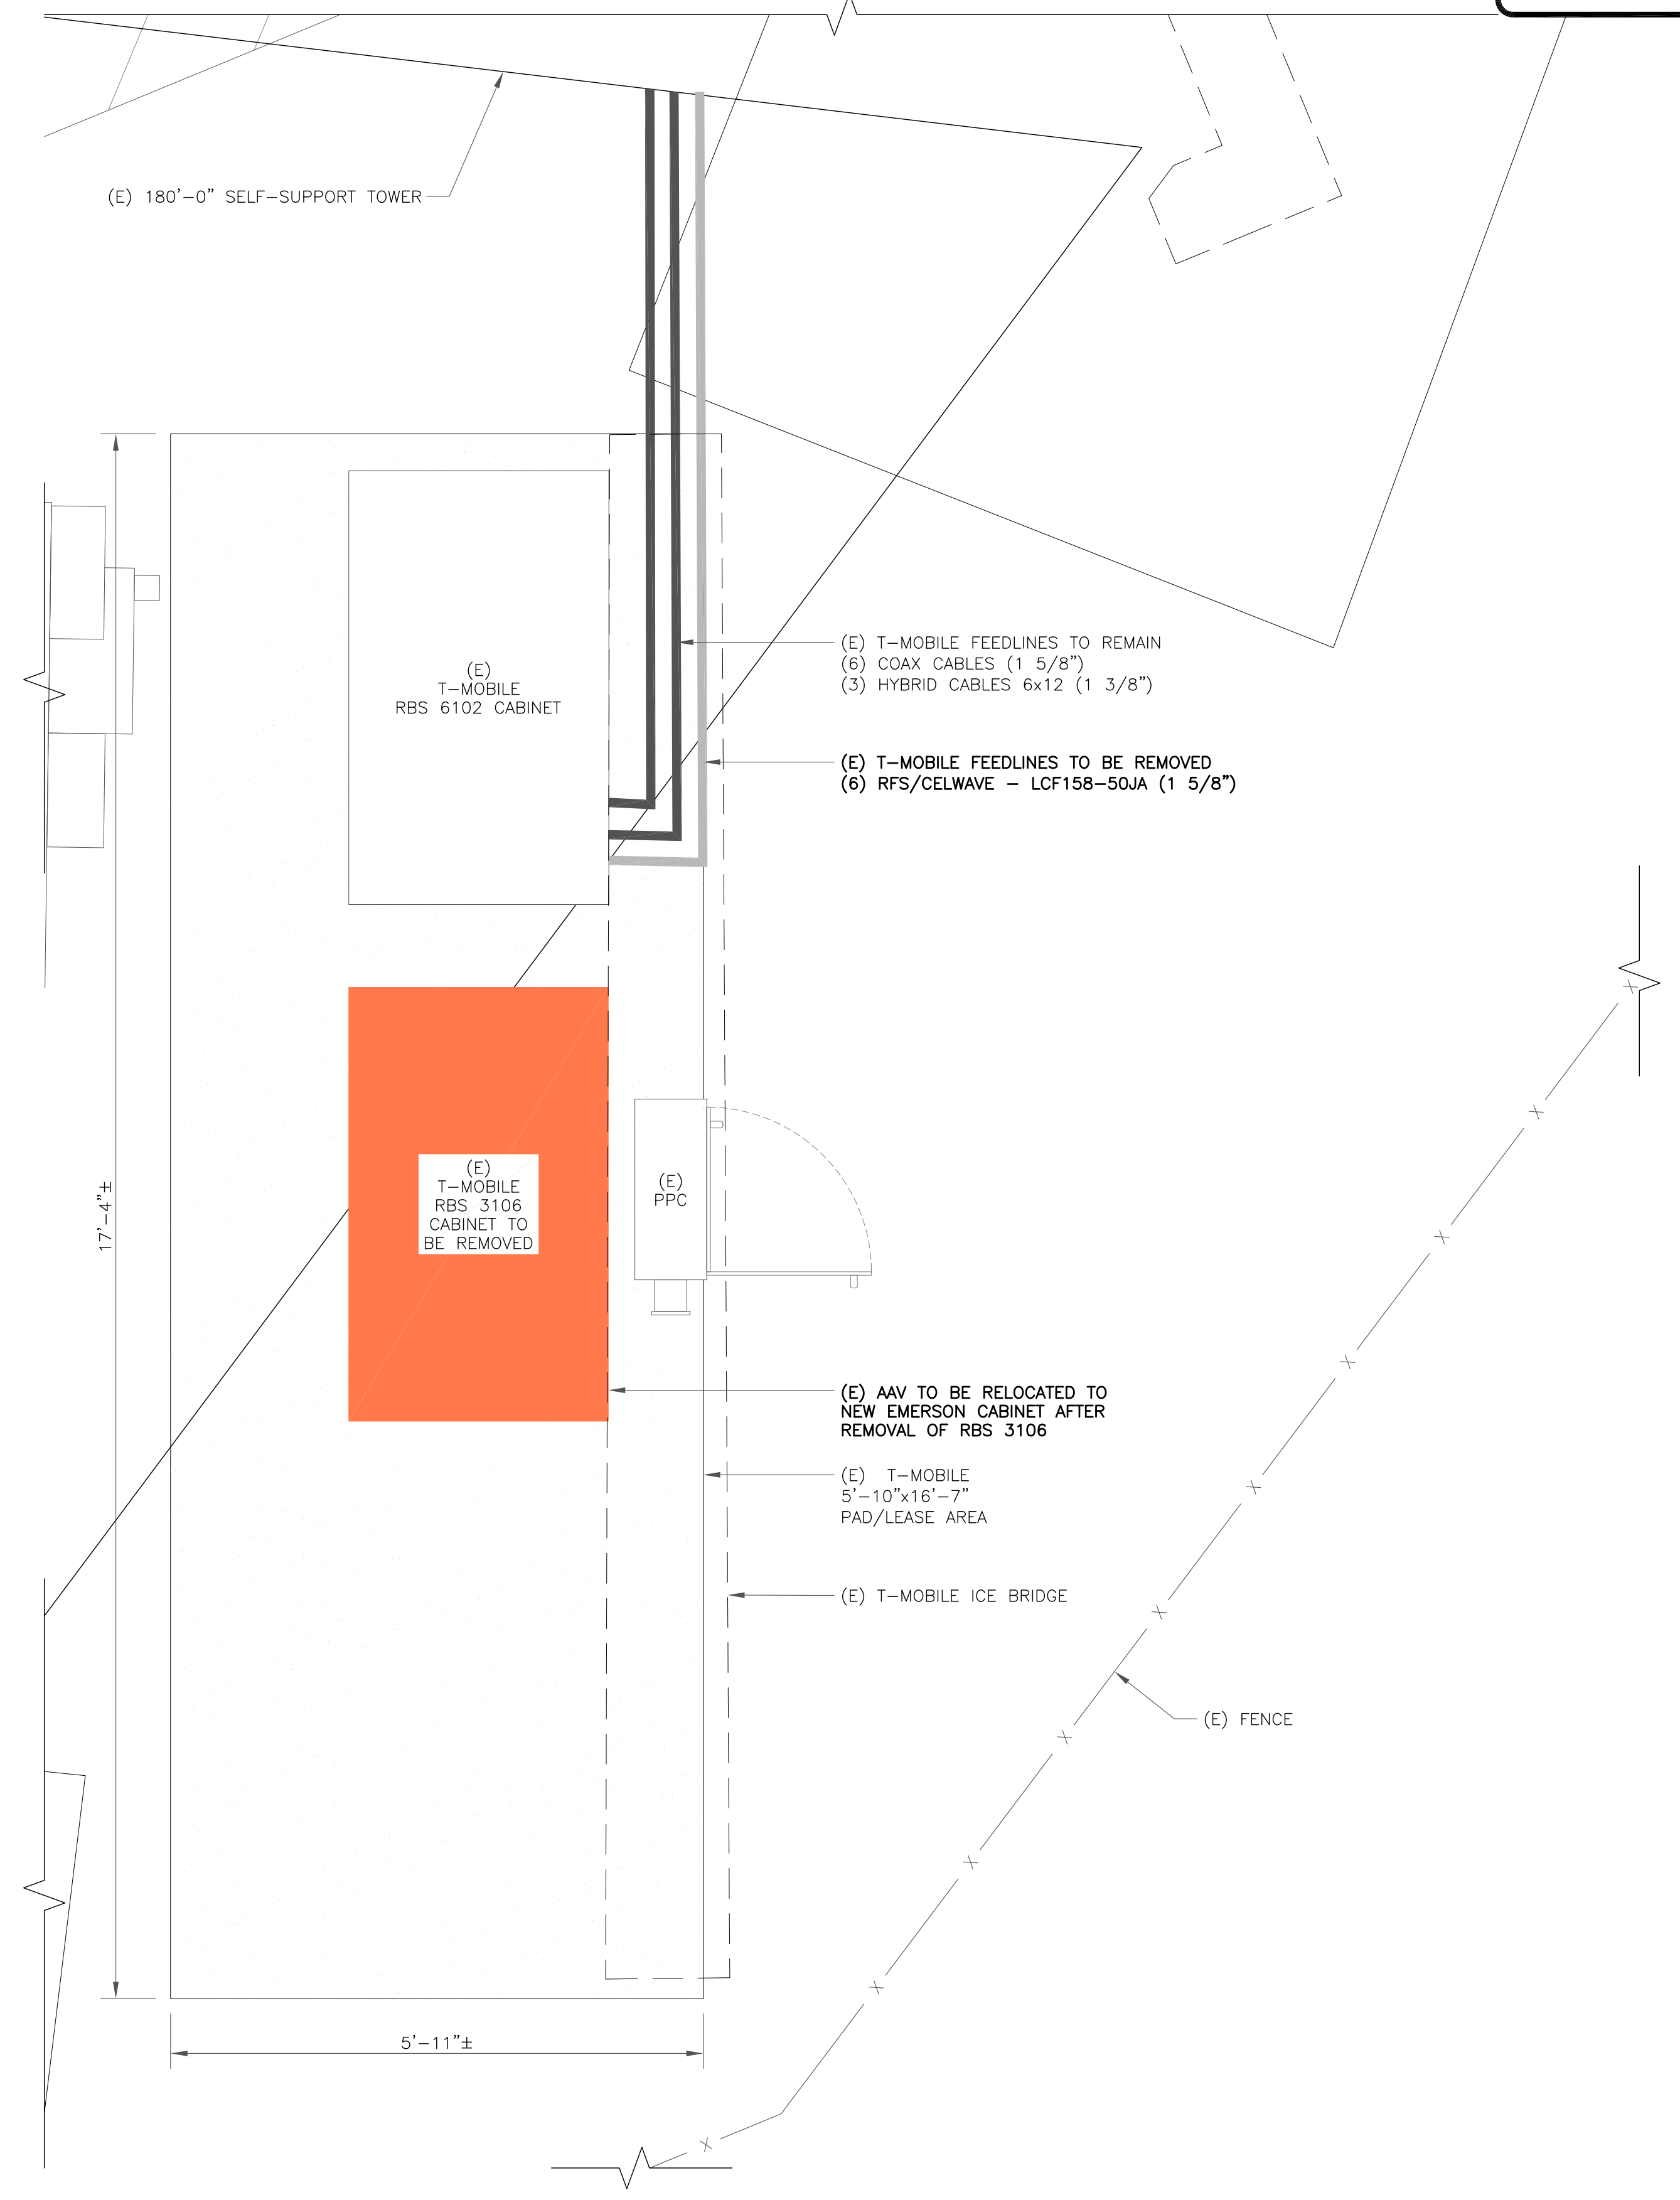 (E) 180'-0" SELF-SUPPORT TOWER
(E)
T-MOBILE
RBS 6102 CABINET
(E) T-MOBILE FEEDLINES TO REMAIN
(6) COAX CABLES (1 5/8")
(3) HYBRID CABLES 6x12 (1 3/8")
(E) T-MOBILE FEEDLINES TO BE REMOVED
(6) RFS/CELWAVE - LCF158-50JA (1 5/8")
(E)
T-MOBILE
RBS 3106
CABINET TO
BE REMOVED
(E)
PPC
17'-4"±
(E) AAV TO BE RELOCATED TO
NEW EMERSON CABINET AFTER
REMOVAL OF RBS 3106
(E) T-MOBILE
5'-10"x16'-7"
PAD/LEASE AREA
(E) T-MOBILE ICE BRIDGE
(E) FENCE
5'-11"±